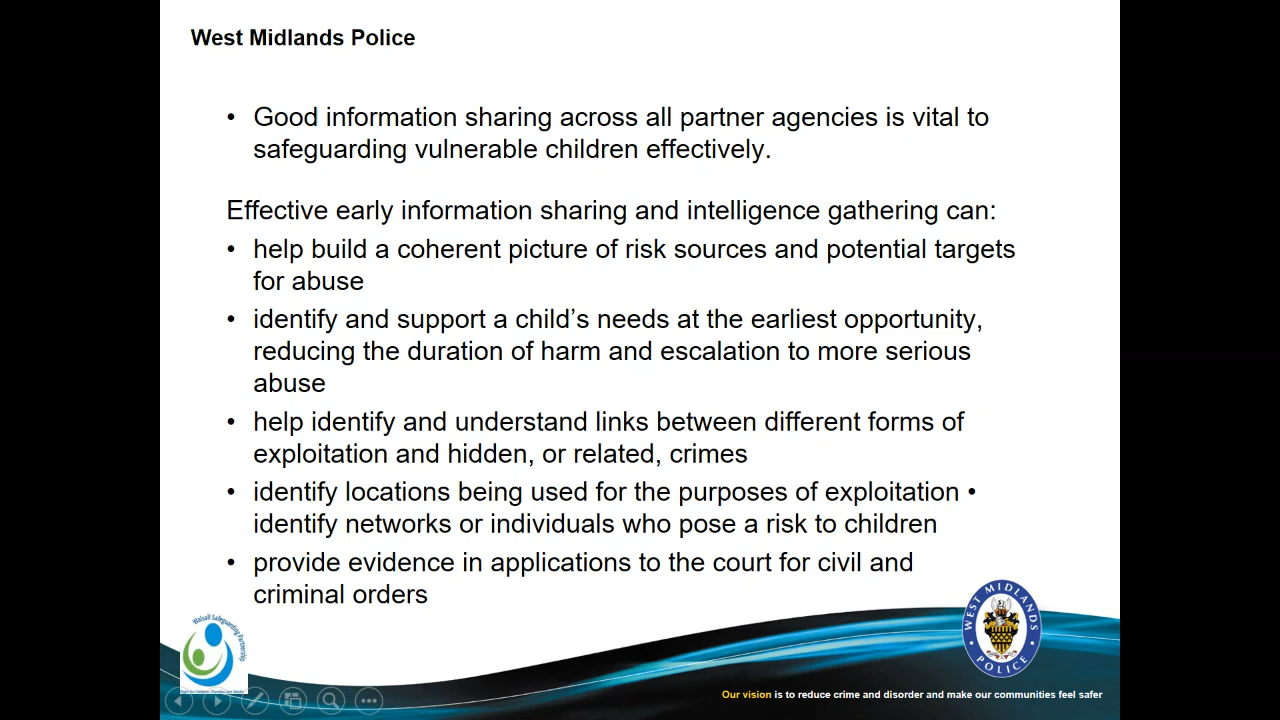 West Midlands Police
• Good information sharing across all partner agencies is vital to
safeguarding vulnerable children effectively.
Effective early information sharing and intelligence gathering can:
• help build a coherent picture of risk sources and potential targets
for abuse
• identify and support a child’s needs at the earliest opportunity,
reducing the duration of harm and escalation to more serious
abuse
• help identify and understand links between different forms of
exploitation and hidden, or related, crimes
• identify locations being used for the purposes of exploitation •
identify networks or individuals who pose a risk to children
• provide evidence in applications to the court for civil and
criminal orders
Walsall Safeguarding Partnership
WEST MIDLANDS
POLICE
Our vision is to reduce crime and disorder and make our communities feel safer